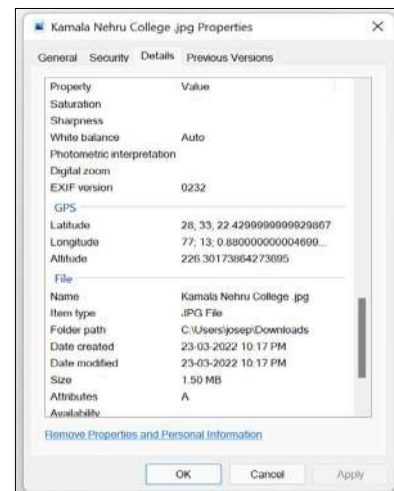 Kamala Nehru College .jpg Properties
General Security Details Previous Versions
Property Value
Saturation
Sharpness
White balance Auto
Photometric interpretation
Digital zoom
EXIF version 0232
GPS
Latitude 28; 33; 22.4299999999929867
Longitude 77; 13; 0.880000000004699...
Altitude 226.30173864273695
File
Name Kamala Nehru College .jpg
Item type JPG File
Folder path C:\Users\josep\Downloads
Date created 23-03-2022 10:17 PM
Date modified 23-03-2022 10:17 PM
Size 1.50 MB
Attributes A
Availability
Remove Properties and Personal Information
OK Cancel Apply